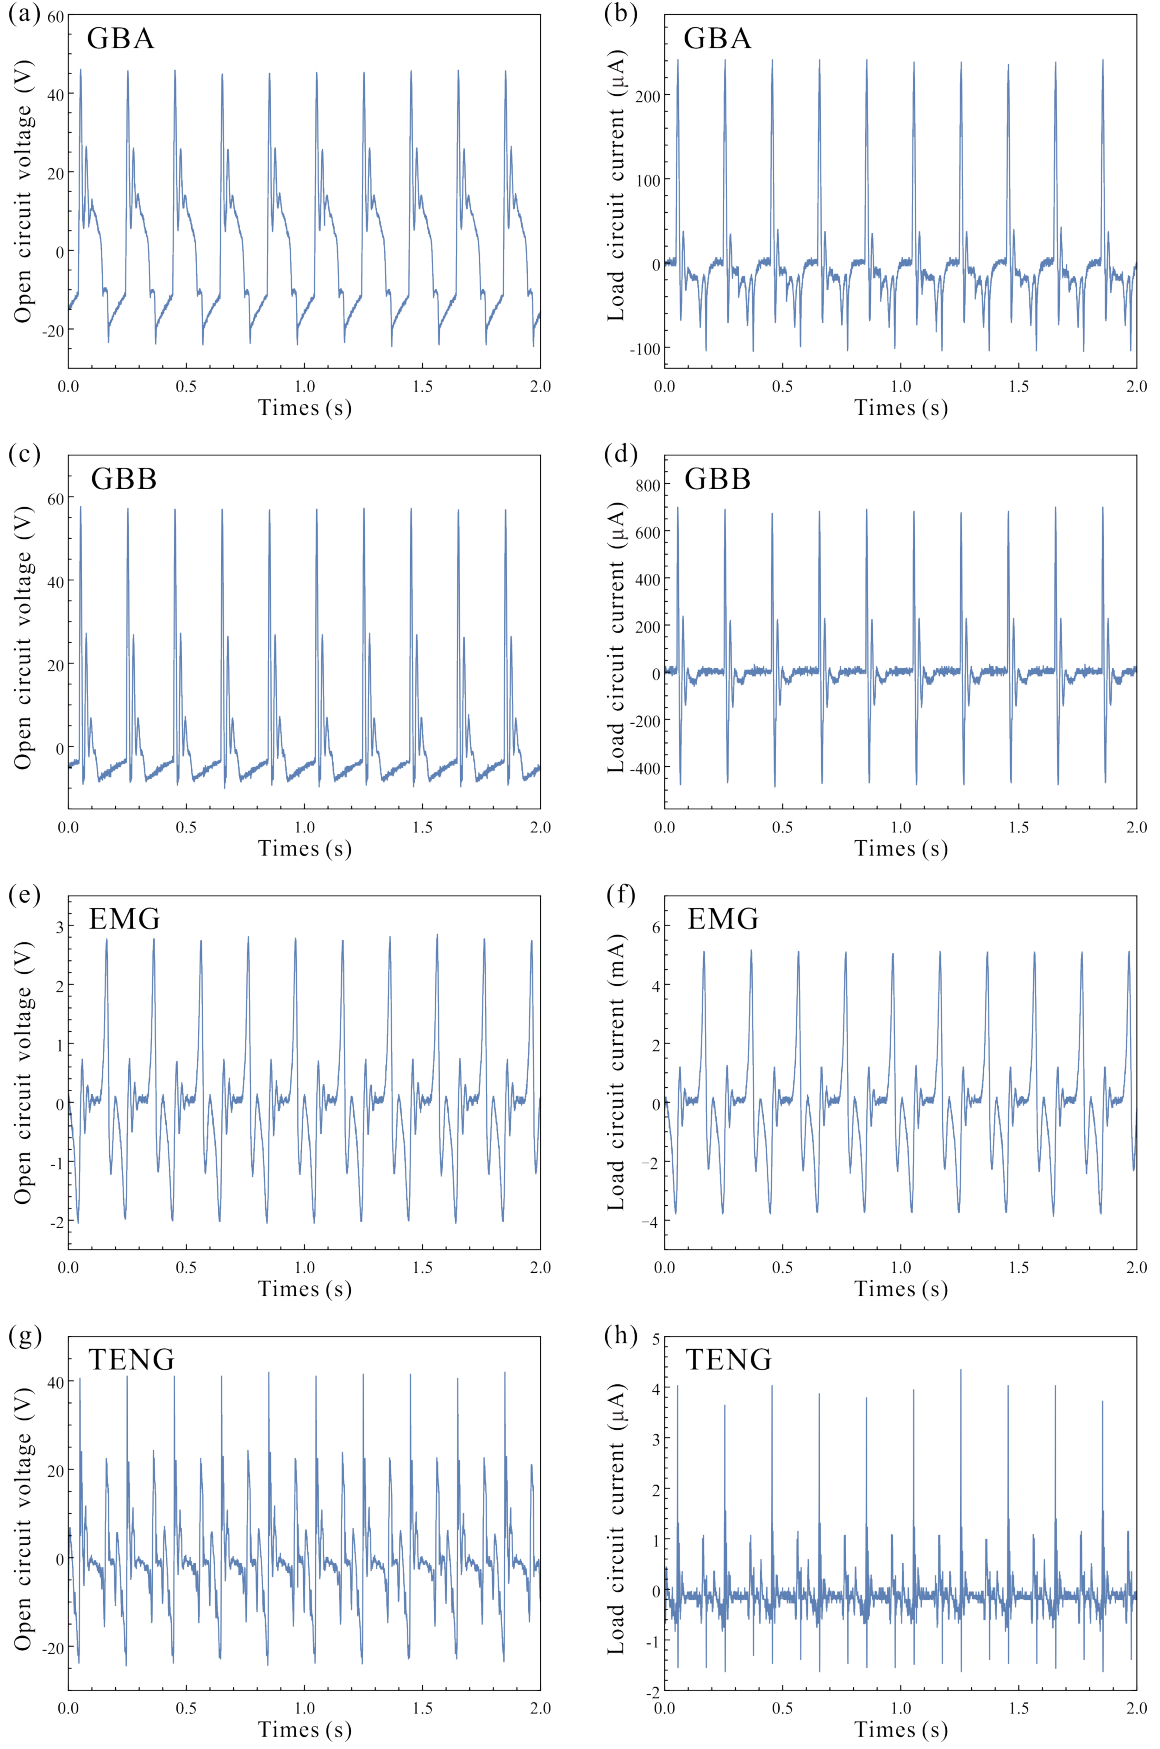 (a)
GBA
Open circuit voltage (V)
60
40
20
0
-20
0.0 0.5 1.0 1.5 2.0
Times (s)
(b)
GBA
Load circuit current (μA)
200
100
0
-100
0.0 0.5 1.0 1.5 2.0
Times (s)
(c)
GBB
Open circuit voltage (V)
60
40
20
0
0.0 0.5 1.0 1.5 2.0
Times (s)
(d)
GBB
Load circuit current (μA)
800
600
400
200
0
-200
-400
0.0 0.5 1.0 1.5 2.0
Times (s)
(e)
EMG
Open circuit voltage (V)
3
2
1
0
-1
-2
0.0 0.5 1.0 1.5 2.0
Times (s)
(f)
EMG
Load circuit current (mA)
6
4
2
0
−2
−4
0.0 0.5 1.0 1.5 2.0
Times (s)
(g)
TENG
Open circuit voltage (V)
40
20
0
-20
0.0 0.5 1.0 1.5 2.0
Times (s)
(h)
TENG
Load circuit current (μA)
5
4
3
2
1
0
-1
-2
0.0 0.5 1.0 1.5 2.0
Times (s)